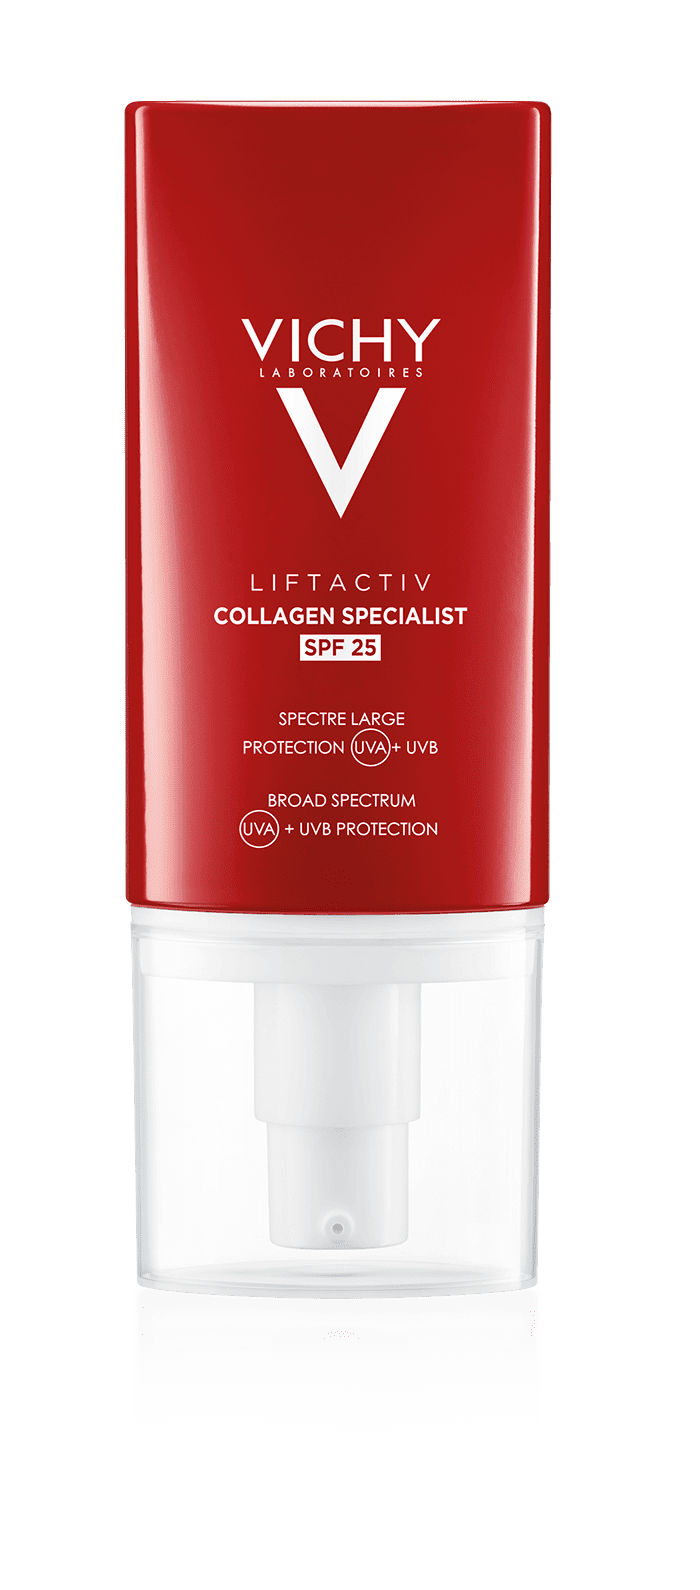 VICHY
LABORATOIRES
LIFTACTIV
COLLAGEN SPECIALIST
SPF 25
SPECTRE LARGE
PROTECTION UVA + UVB
BROAD SPECTRUM
UVA + UVB PROTECTION